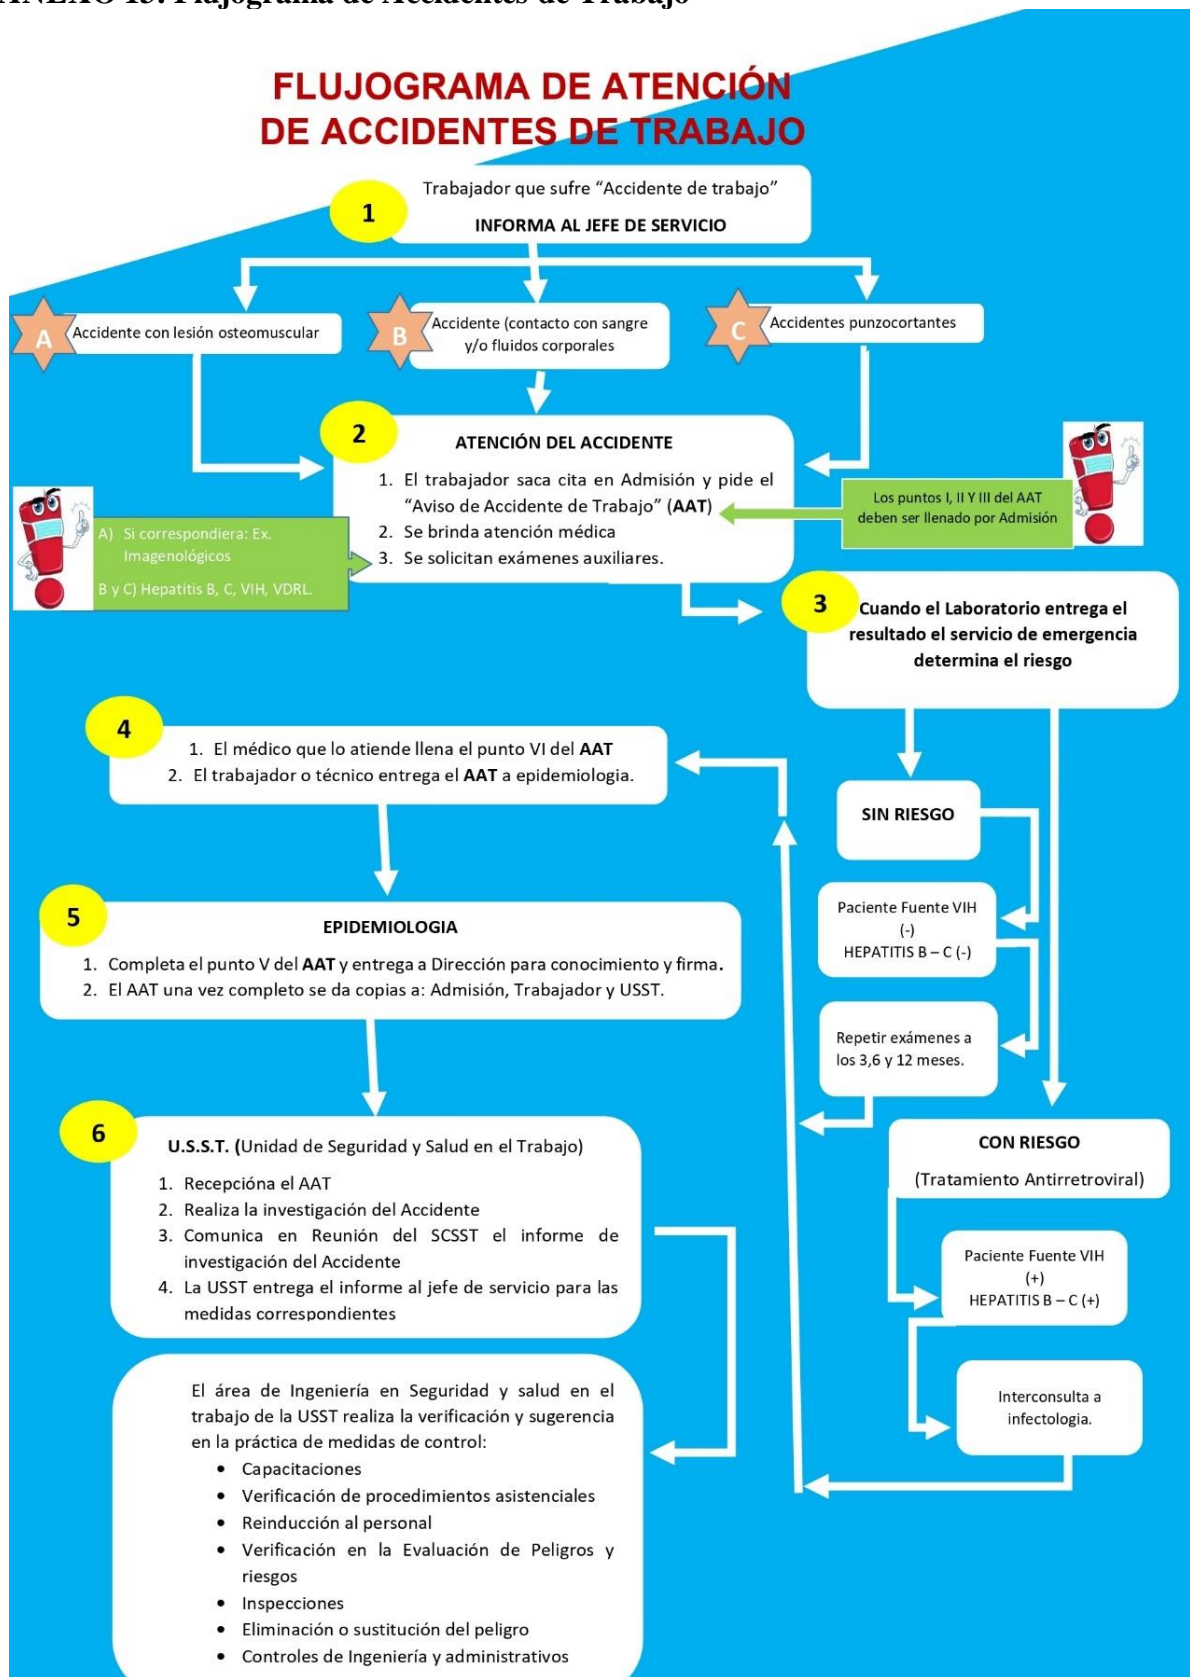 ANEXO 15: Flujograma de Accidentes de Trabajo
FLUJOGRAMA DE ATENCIÓN
DE ACCIDENTES DE TRABAJO
1
Trabajador que sufre “Accidente de trabajo”
INFORMA AL JEFE DE SERVICIO
A
Accidente con lesión osteomuscular
B
Accidente (contacto con sangre
y/o fluidos corporales
C
Accidentes punzocortantes
2
ATENCIÓN DEL ACCIDENTE
1. El trabajador saca cita en Admisión y pide el
“Aviso de Accidente de Trabajo” (AAT)
2. Se brinda atención médica
3. Se solicitan exámenes auxiliares.
Los puntos I, II Y III del AAT
deben ser llenado por Admisión
A) Si correspondiera: Ex.
Imagenológicos
B y C) Hepatitis B, C, VIH, VDRL.
3
Cuando el Laboratorio entrega el
resultado el servicio de emergencia
determina el riesgo
4
1. El médico que lo atiende llena el punto VI del AAT
2. El trabajador o técnico entrega el AAT a epidemiologia.
SIN RIESGO
Paciente Fuente VIH
(-)
HEPATITIS B – C (-)
Repetir exámenes a
los 3,6 y 12 meses.
5
EPIDEMIOLOGIA
1. Completa el punto V del AAT y entrega a Dirección para conocimiento y firma.
2. El AAT una vez completo se da copias a: Admisión, Trabajador y USST.
6
U.S.S.T. (Unidad de Seguridad y Salud en el Trabajo)
1. Recepcióna el AAT
2. Realiza la investigación del Accidente
3. Comunica en Reunión del SCSST el informe de
investigación del Accidente
4. La USST entrega el informe al jefe de servicio para las
medidas correspondientes
CON RIESGO
(Tratamiento Antirretroviral)
Paciente Fuente VIH
(+)
HEPATITIS B – C (+)
Interconsulta a
infectologia.
El área de Ingeniería en Seguridad y salud en el
trabajo de la USST realiza la verificación y sugerencia
en la práctica de medidas de control:
• Capacitaciones
• Verificación de procedimientos asistenciales
• Reinducción al personal
• Verificación en la Evaluación de Peligros y
riesgos
• Inspecciones
• Eliminación o sustitución del peligro
• Controles de Ingeniería y administrativos